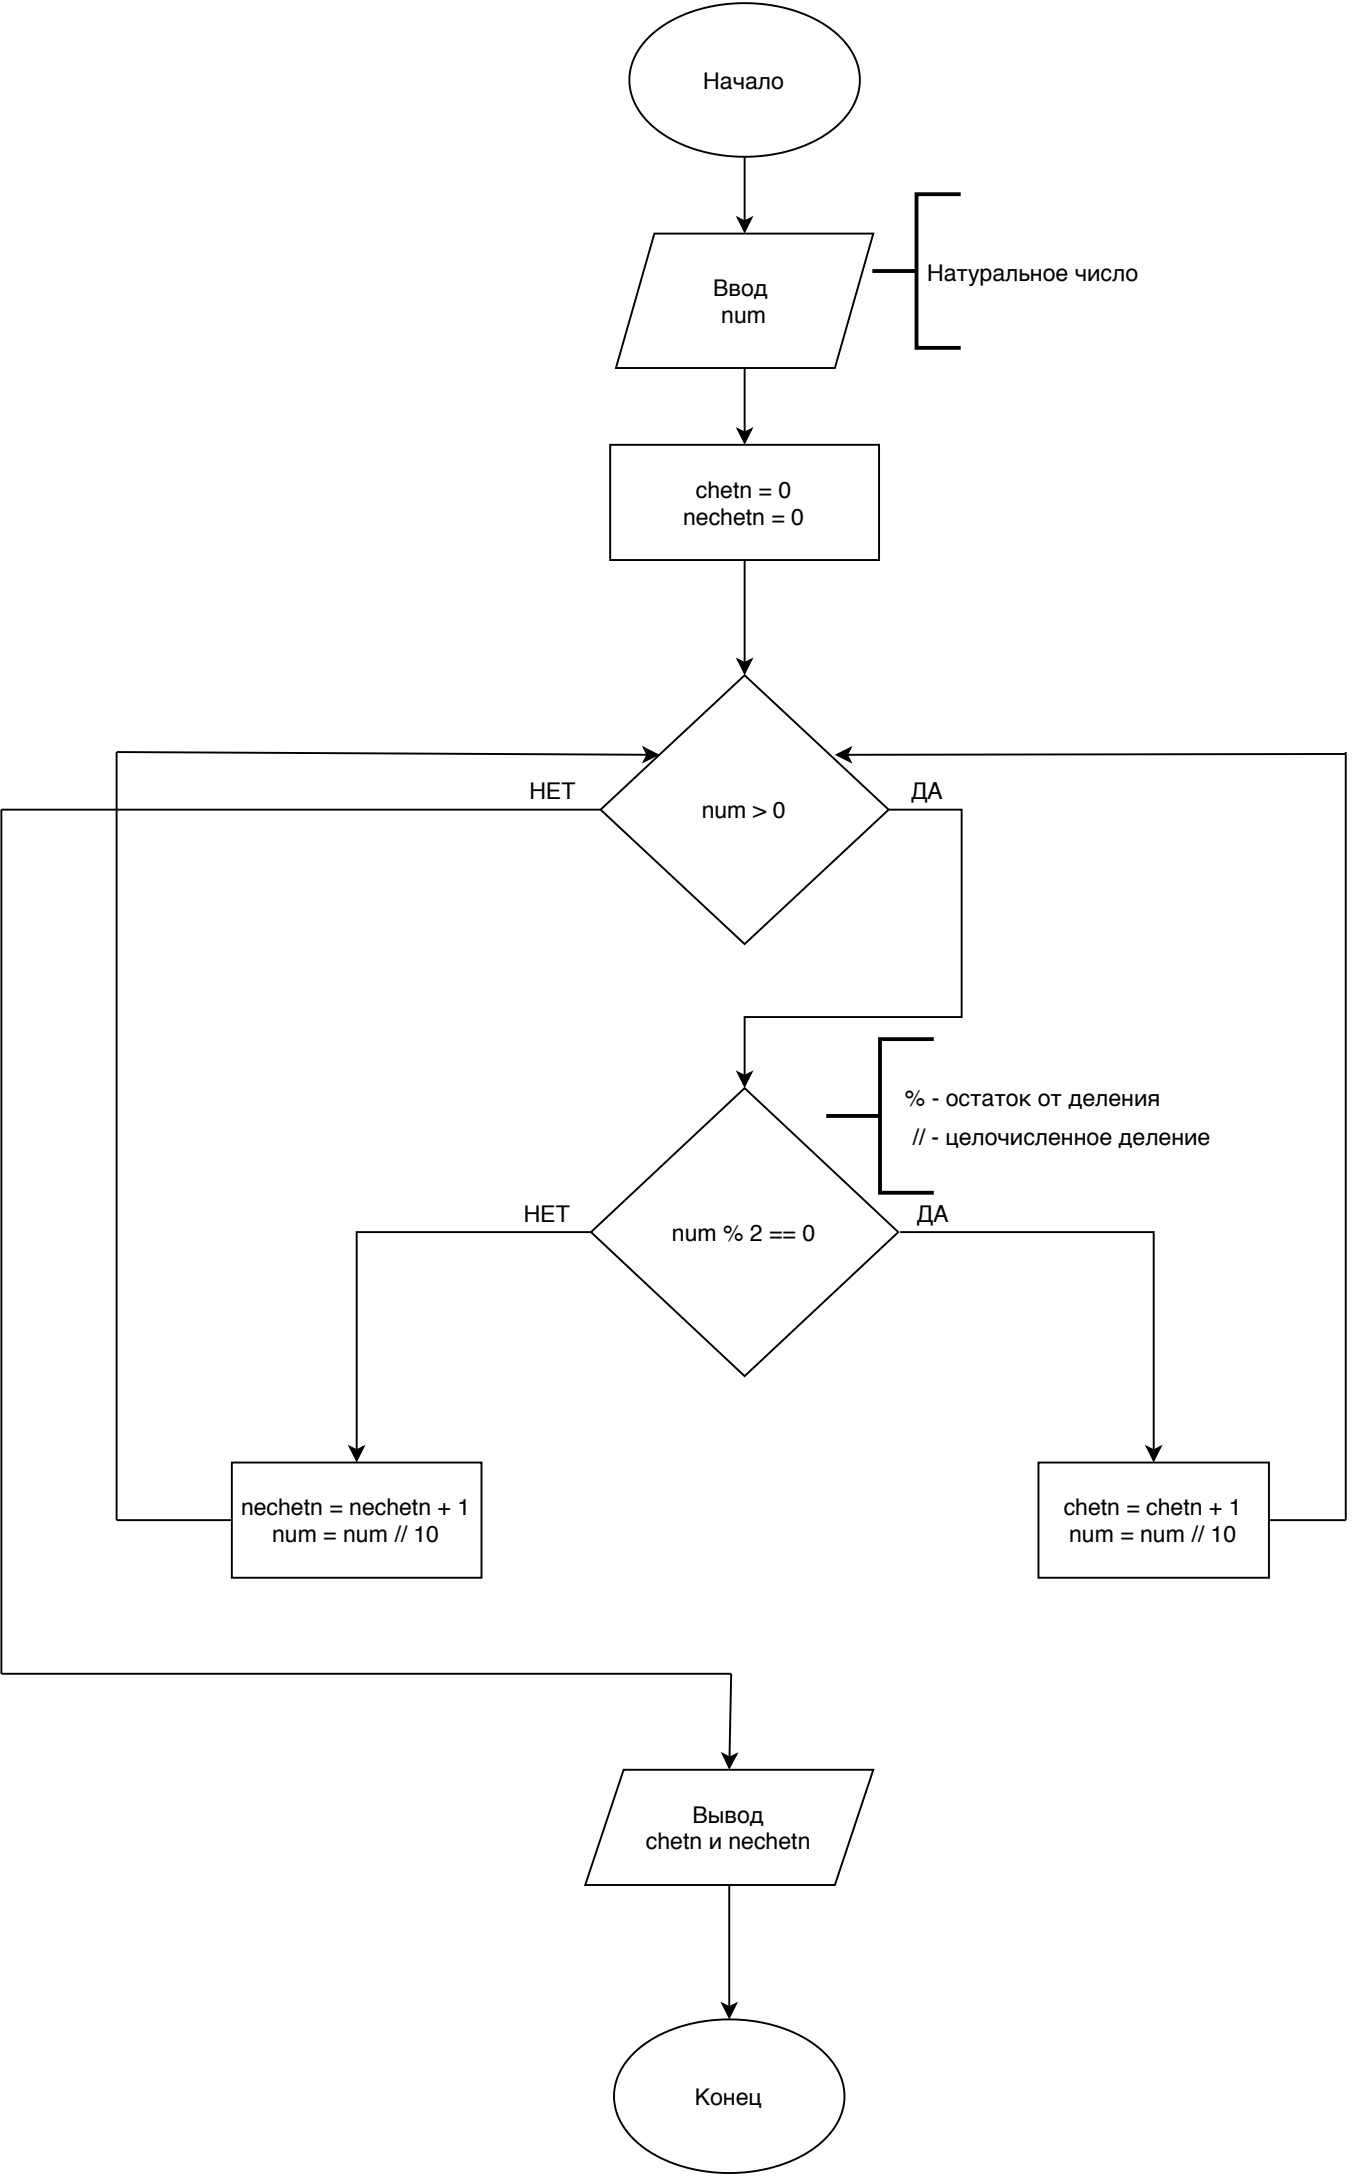 Начало
Ввод
num
Натуральное число
chetn = 0
nechetn = 0
НЕТ
ДА
num > 0
% - остаток от деления
// - целочисленное деление
НЕТ
ДА
num % 2 == 0
nechetn = nechetn + 1
num = num // 10
chetn = chetn + 1
num = num // 10
Вывод
chetn и nechetn
Конец